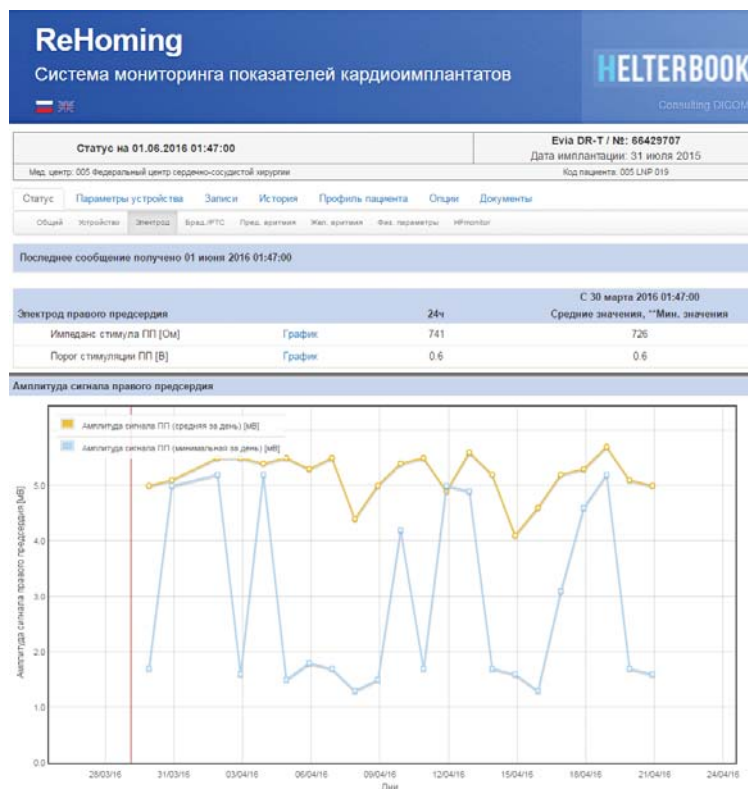 ReHoming
Система мониторинга показателей кардиоимплантатов
HELTERBOOK
Consulting DICOM
Статус на 01.06.2016 01:47:00
Evia DR-T / №: 66429707
Дата имплантации: 31 июля 2015
Мед. центр: 005 Федеральный центр сердечно-сосудистой хирургии
Код пациента: 005 LNP 019
Статус Параметры устройства Записи История Профиль пациента Опции Документы
Общий Устройство Электрод Брад./РТС Пред. аритмия Жел. аритмия Физ. параметры HFmonitor
Последнее сообщение получено 01 июня 2016 01:47:00
С 30 марта 2016 01:47:00
Электрод правого предсердия 24ч Средние значения, **Мин. значения
Импеданс стимула ПП [Ом] График 741 726
Порог стимуляции ПП [В] График 0.6 0.6
Амплитуда сигнала правого предсердия
Амплитуда сигнала ПП (средняя за день) [мВ]
Амплитуда сигнала ПП (минимальная за день) [мВ]
Амплитуда сигнала правого предсердия [мВ]
5.0
4.0
3.0
2.0
1.0
0.0
28/03/16 31/03/16 03/04/16 06/04/16 09/04/16 12/04/16 15/04/16 18/04/16 21/04/16 24/04/16
Дни